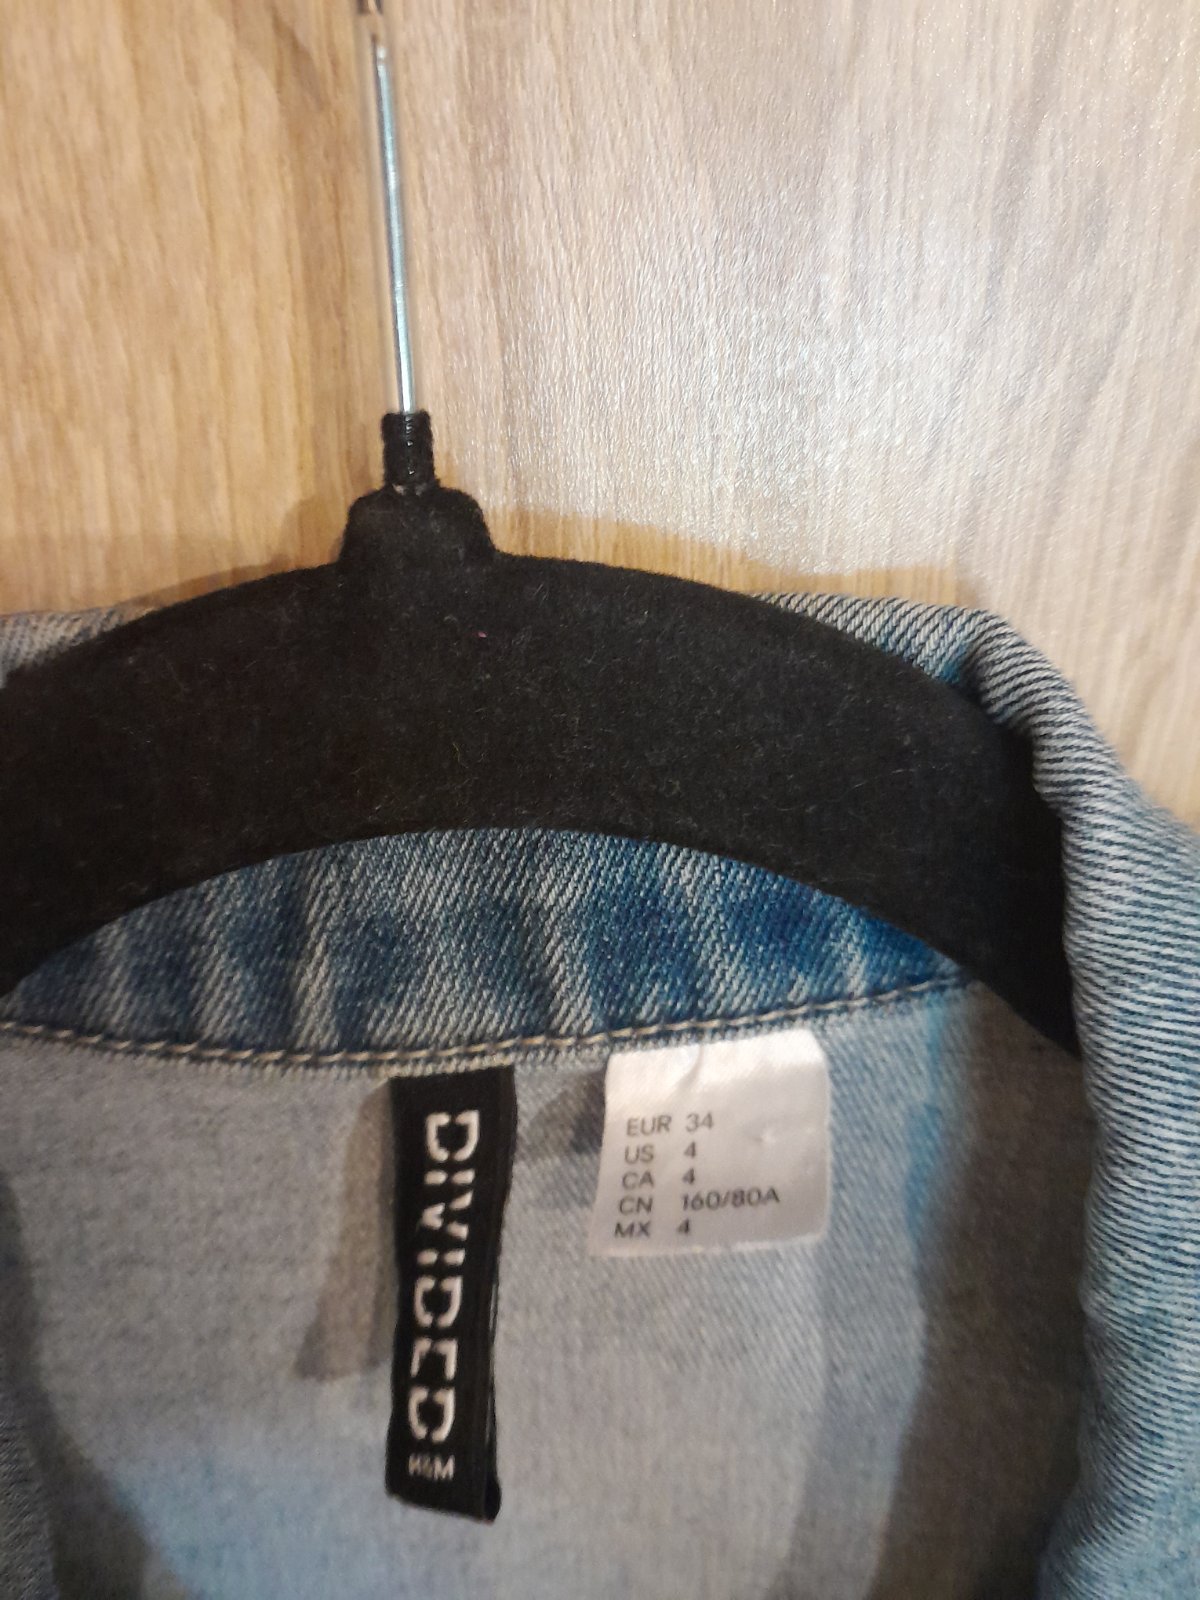 DIVIDED
H&M
EUR 34
US 4
CA 4
CN 160/80A
MX 4